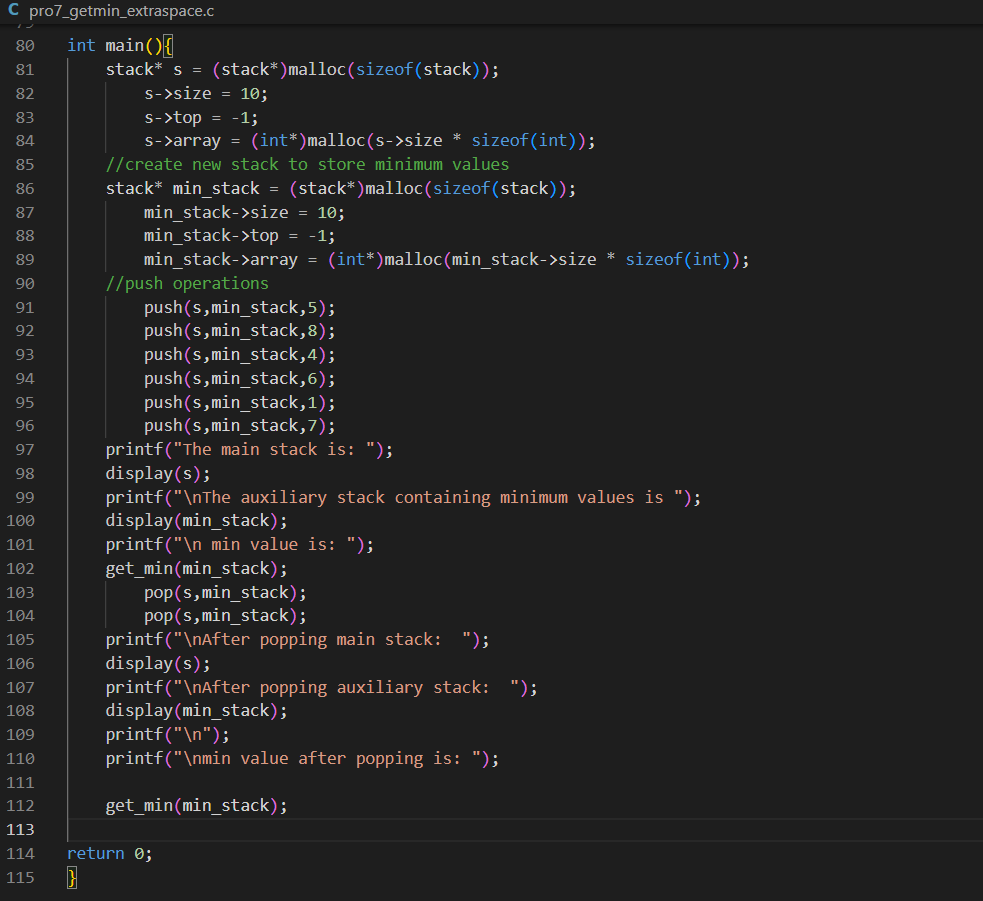 C pro7_getmin_extraspace.c
80 int main(){
81     stack* s = (stack*)malloc(sizeof(stack));
82         s->size = 10;
83         s->top = -1;
84         s->array = (int*)malloc(s->size * sizeof(int));
85     //create new stack to store minimum values
86     stack* min_stack = (stack*)malloc(sizeof(stack));
87         min_stack->size = 10;
88         min_stack->top = -1;
89         min_stack->array = (int*)malloc(min_stack->size * sizeof(int));
90     //push operations
91         push(s,min_stack,5);
92         push(s,min_stack,8);
93         push(s,min_stack,4);
94         push(s,min_stack,6);
95         push(s,min_stack,1);
96         push(s,min_stack,7);
97     printf("The main stack is: ");
98     display(s);
99     printf("\nThe auxiliary stack containing minimum values is ");
100     display(min_stack);
101     printf("\n min value is: ");
102     get_min(min_stack);
103         pop(s,min_stack);
104         pop(s,min_stack);
105     printf("\nAfter popping main stack:  ");
106     display(s);
107     printf("\nAfter popping auxiliary stack:  ");
108     display(min_stack);
109     printf("\n");
110     printf("\nmin value after popping is: ");
111
112     get_min(min_stack);
113
114 return 0;
115 }